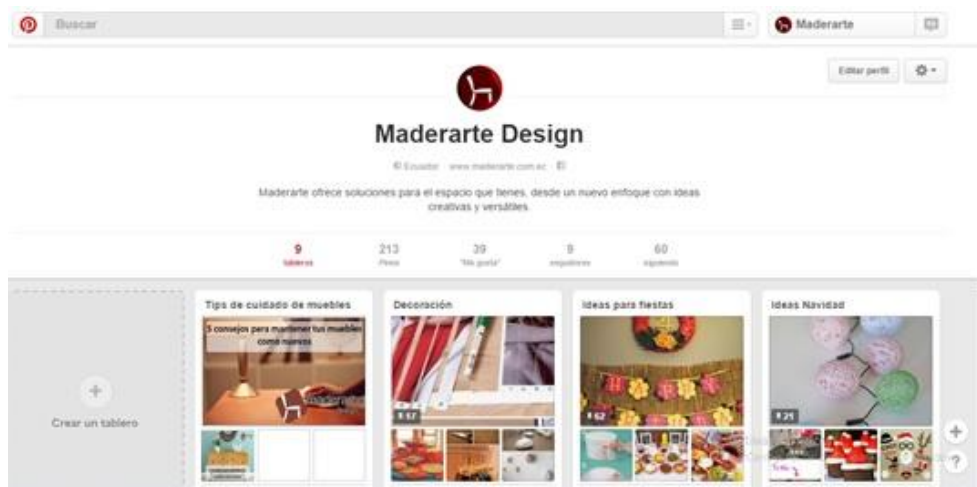 Buscar
Maderarte
Editar perfil
Maderarte Design
Ecuador www.maderarte.com.ec
Maderarte ofrece soluciones para el espacio que tienes, desde un nuevo enfoque con ideas
creativas y versátiles.
9 213 39 9 60
tableros Pines "Me gusta" seguidores siguiendo
Crear un tablero
Tips de cuidado de muebles
5 consejos para mantener tus muebles
como nuevos
maderarte
Decoración
Ideas para fiestas
62
Ideas Navidad
21
?